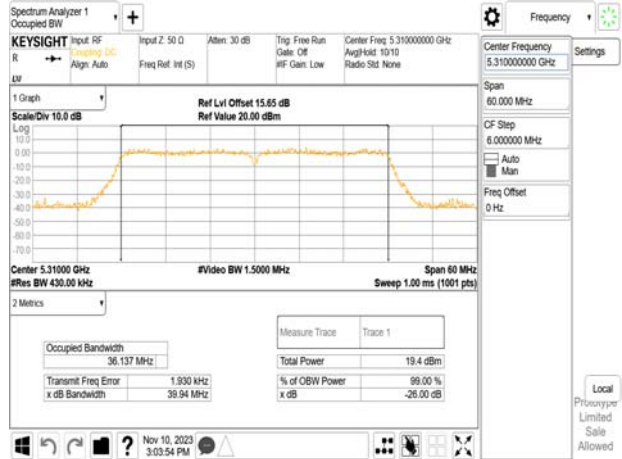 Spectrum Analyzer 1
Occupied BW
Frequency
KEYSIGHT Input: RF Input Z: 50 Ω Atten: 30 dB Trig: Free Run Center Freq: 5.310000000 GHz
R Coupling: DC Gate: Off Avg|Hold: 10/10
Align: Auto Freq Ref: Int (S) #IF Gain: Low Radio Std: None
LXI
Center Frequency
5.310000000 GHz
Settings
Span
60.000 MHz
CF Step
6.000000 MHz
Auto
Man
Freq Offset
0 Hz
1 Graph
Ref Lvl Offset 15.65 dB
Scale/Div 10.0 dB Ref Value 20.00 dBm
Log
10.0
0.00
-10.0
-20.0
-30.0
-40.0
-50.0
-60.0
-70.0
Center 5.31000 GHz #Video BW 1.5000 MHz Span 60 MHz
#Res BW 430.00 kHz Sweep 1.00 ms (1001 pts)
2 Metrics
Measure Trace Trace 1
Occupied Bandwidth
36.137 MHz Total Power 19.4 dBm
Transmit Freq Error 1.930 kHz % of OBW Power 99.00 %
x dB Bandwidth 39.94 MHz x dB -26.00 dB
Local
Prototype
Limited
Sale
Allowed
? Nov 10, 2023
3:03:54 PM